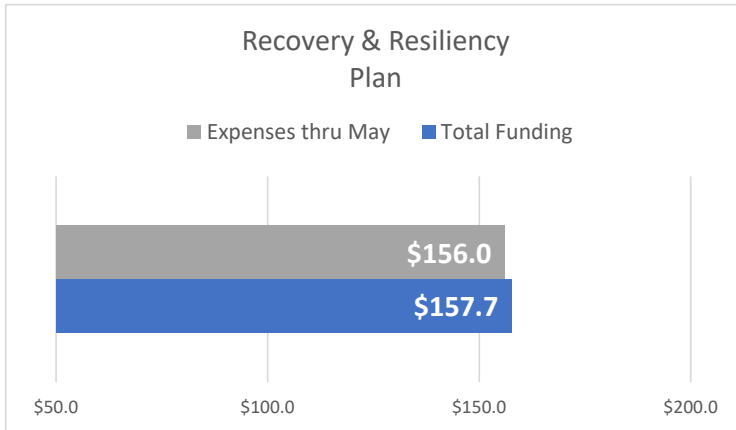 Recovery & Resiliency
Plan
Expenses thru May Total Funding
$156.0
$157.7
$50.0 $100.0 $150.0 $200.0